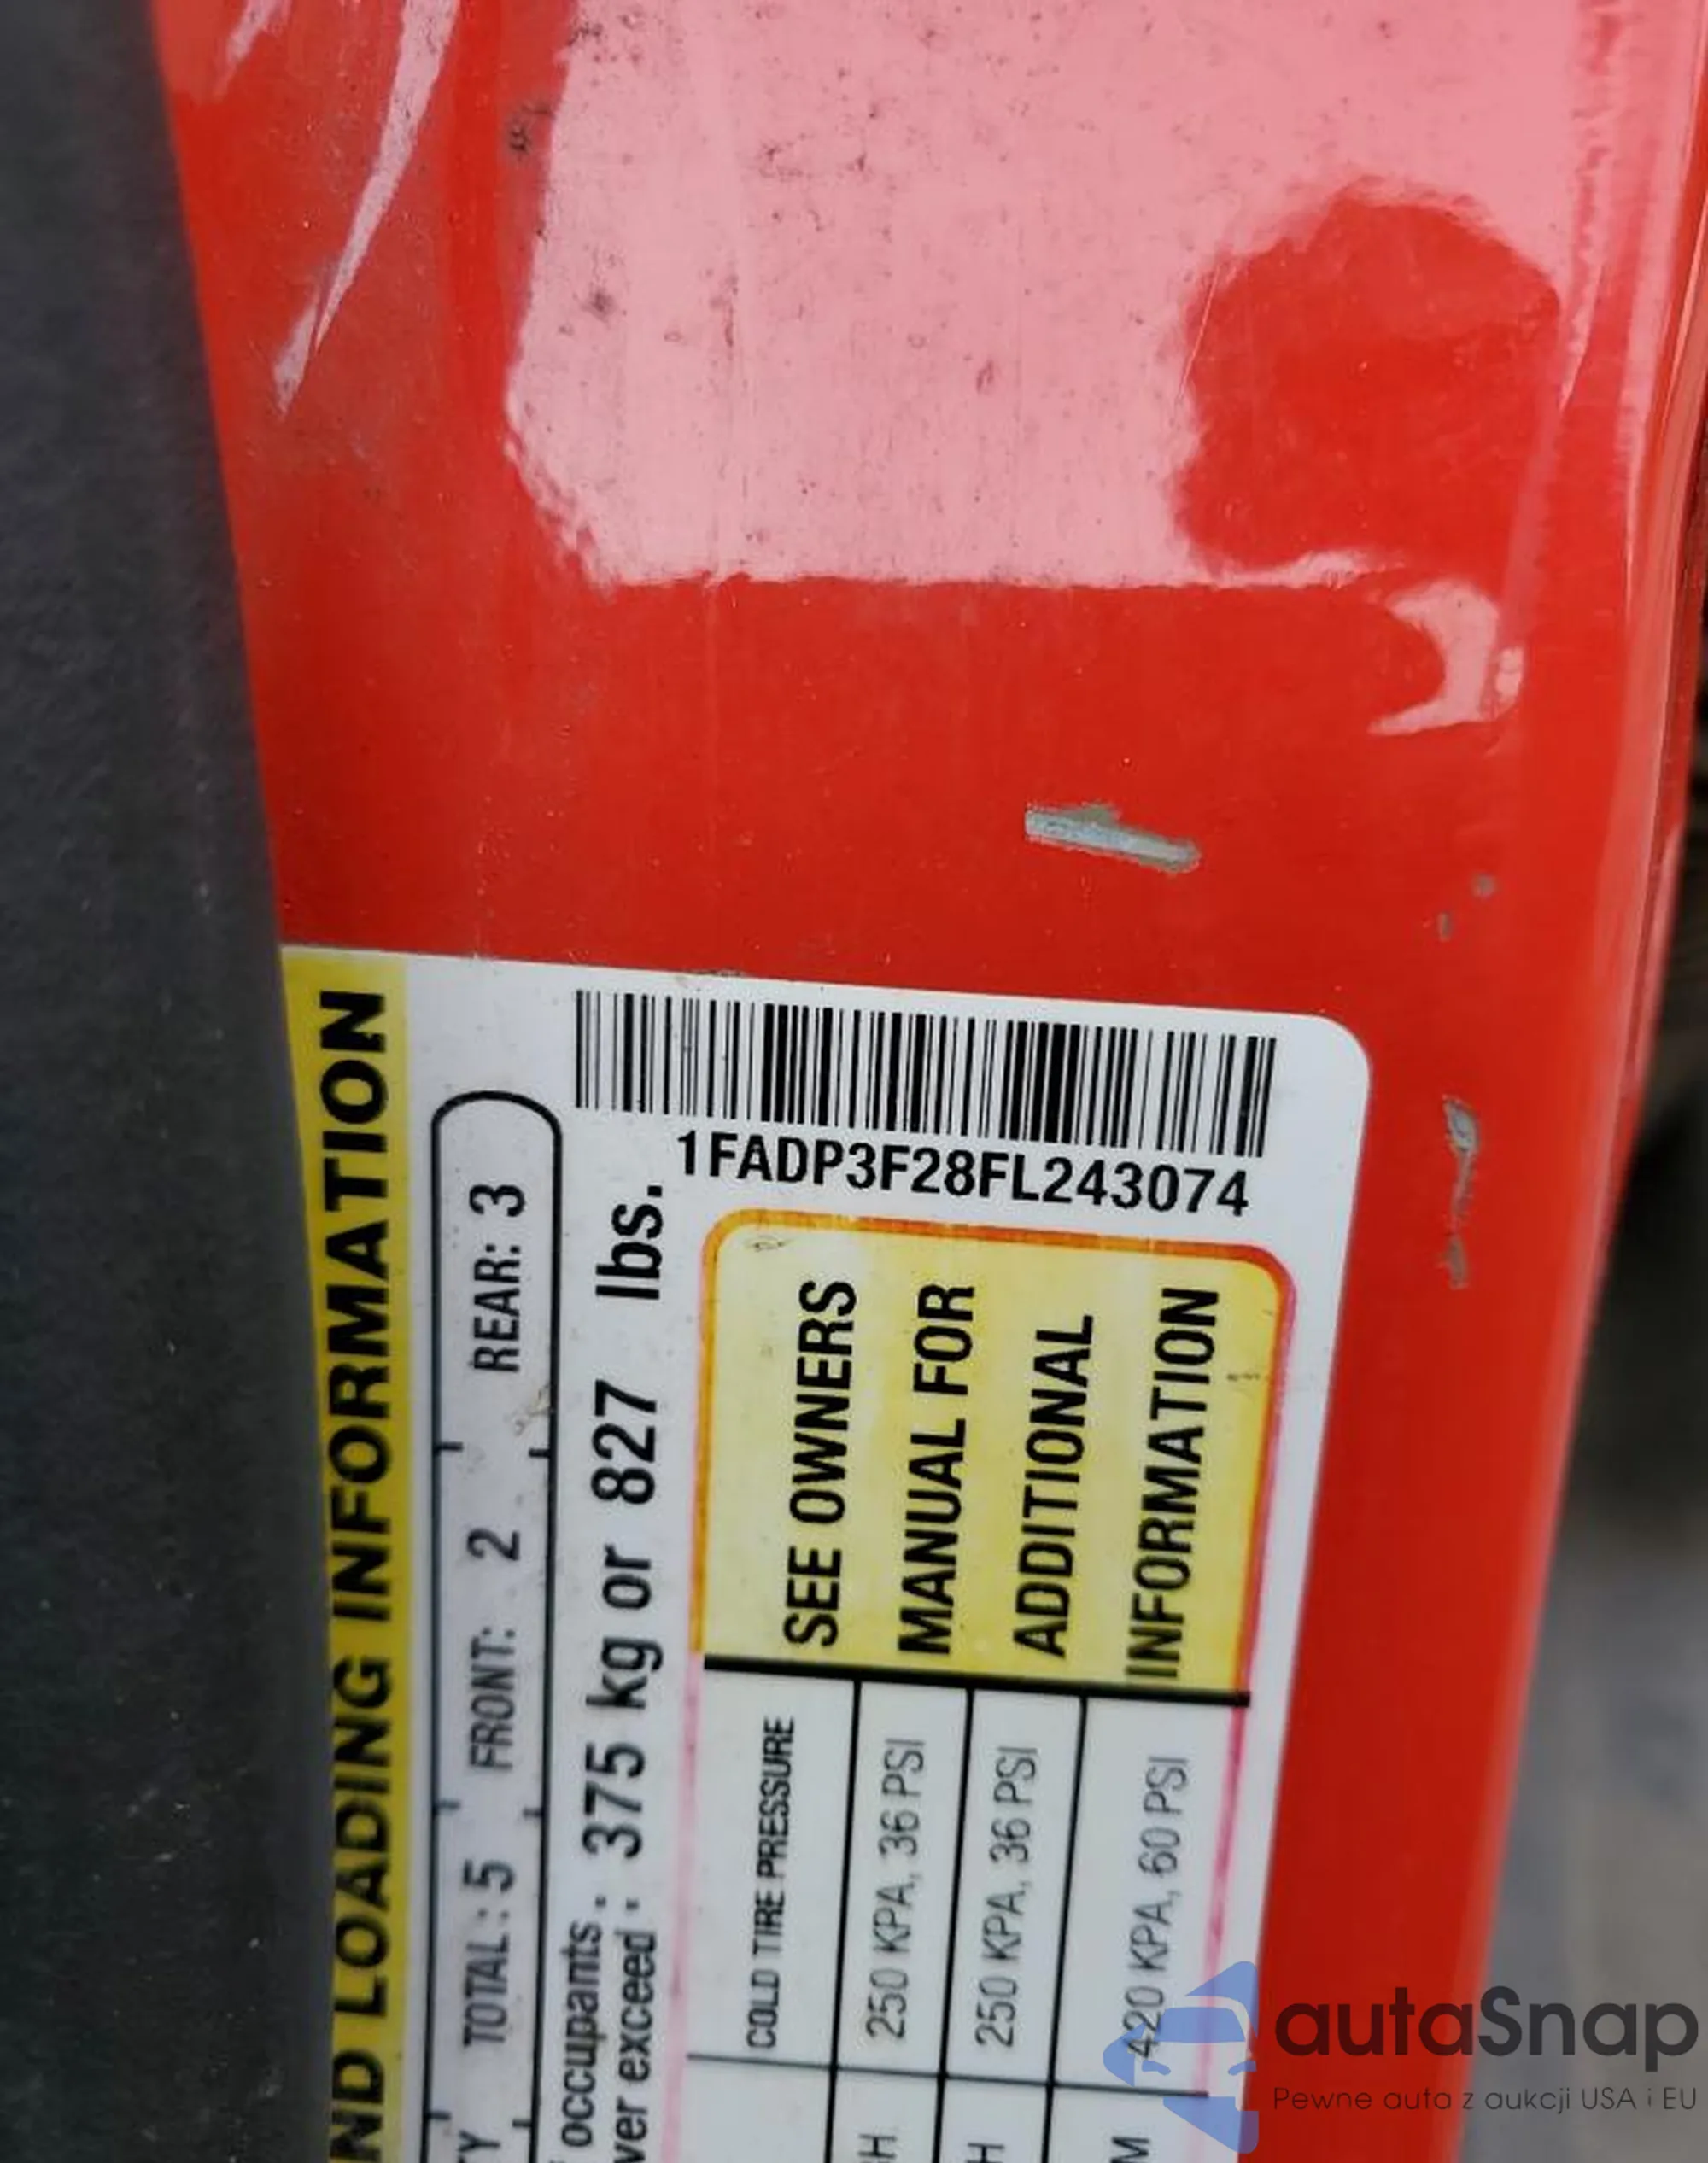 ND LOADING INFORMATION
TY TOTAL: 5 FRONT: 2 REAR: 3
occupants
ver exceed: 375 kg or 827 lbs.
1FADP3F28FL243074
COLD TIRE PRESSURE
H 250 KPA, 36 PSI
H 250 KPA, 36 PSI
M 420 KPA, 60 PSI
SEE OWNERS
MANUAL FOR
ADDITIONAL
INFORMATION
autaSnap
Pewne auta z aukcji USA i EU